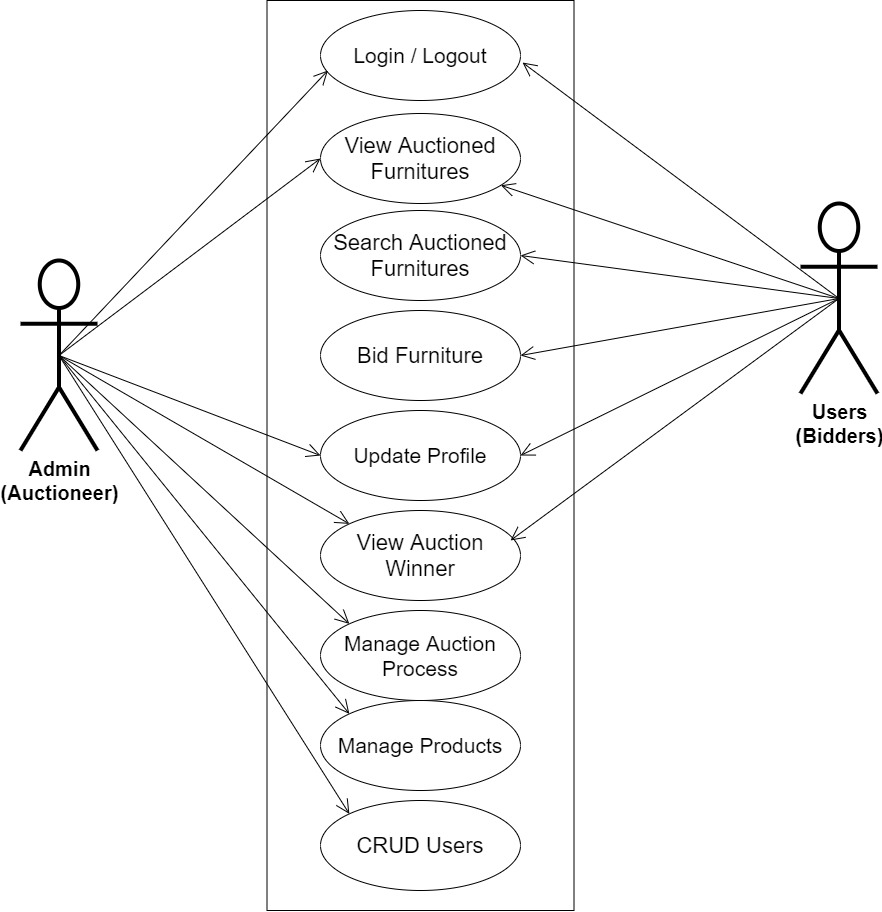 Login / Logout
View Auctioned
Furnitures
Search Auctioned
Furnitures
Bid Furniture
Update Profile
View Auction
Winner
Manage Auction
Process
Manage Products
CRUD Users
Admin
(Auctioneer)
Users
(Bidders)